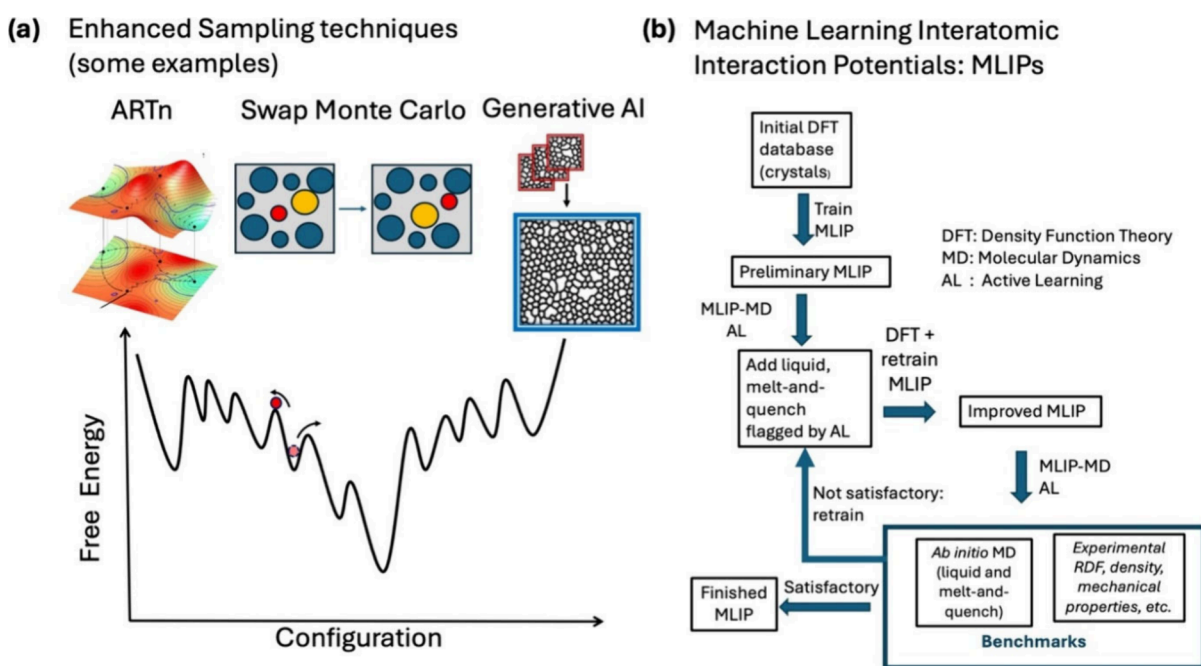 (a) Enhanced Sampling techniques
(some examples)
ARTn
Swap Monte Carlo
Generative AI
Free Energy
Configuration
(b) Machine Learning Interatomic
Interaction Potentials: MLIPs
Initial DFT
database
(crystals)
Train
MLIP
DFT: Density Function Theory
MD: Molecular Dynamics
AL : Active Learning
Preliminary MLIP
MLIP-MD
AL
Add liquid,
melt-and-
quench
flagged by AL
DFT +
retrain
MLIP
Improved MLIP
MLIP-MD
AL
Not satisfactory:
retrain
Ab initio MD
(liquid and
melt-and-
quench)
Experimental
RDF, density,
mechanical
properties, etc.
Benchmarks
Satisfactory
Finished
MLIP